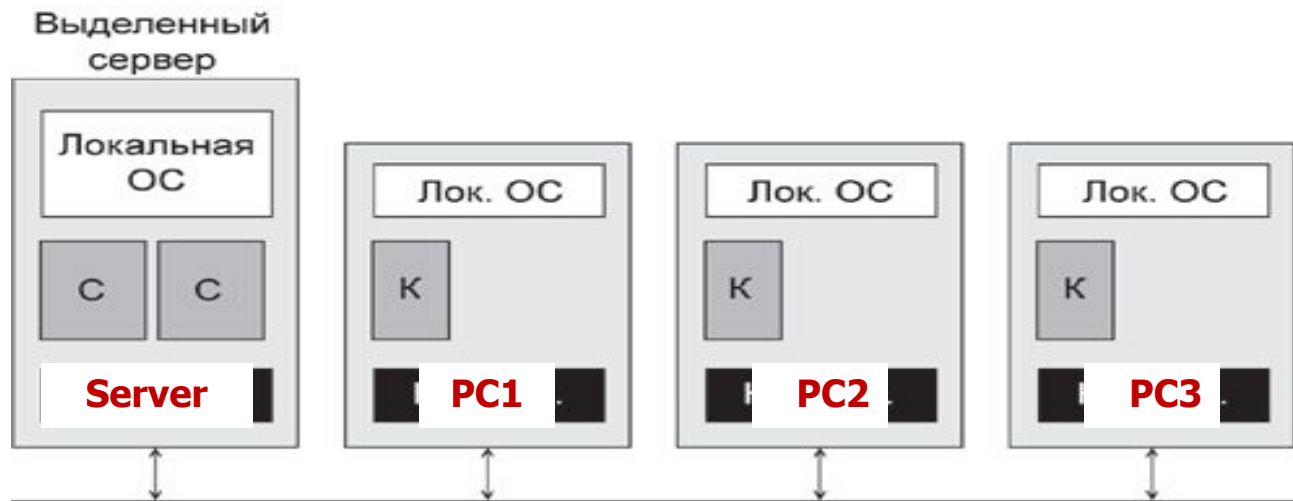 Выделенный
сервер
Локальная
ОС
Лок. ОС
Лок. ОС
Лок. ОС
С
С
К
К
К
Server
PC1
PC2
PC3